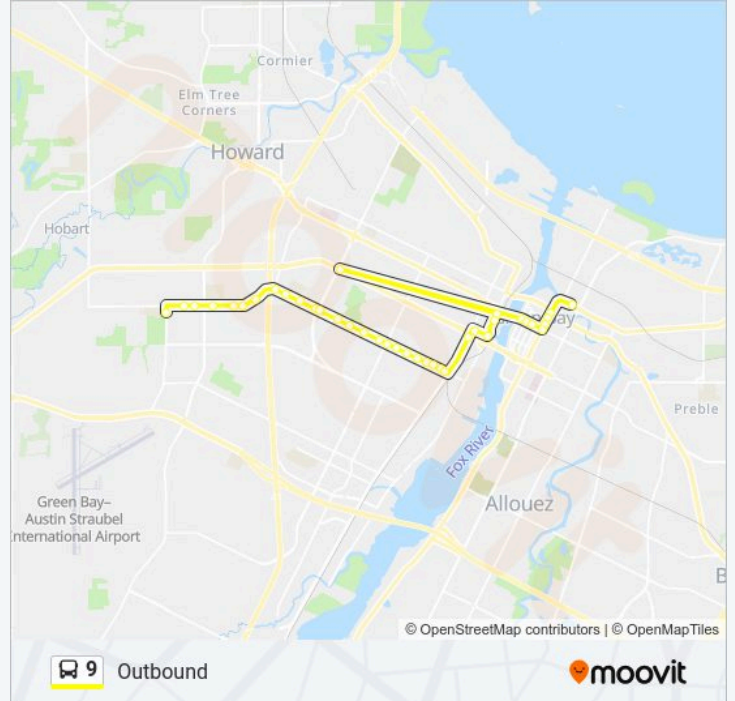 Cormier
Elm Tree
Corners
Howard
Hobart
Bay
Preble
Fox River
Allouez
Green Bay–
Austin Straubel
International Airport
B
© OpenStreetMap contributors | © OpenMapTiles
9 Outbound
moovit